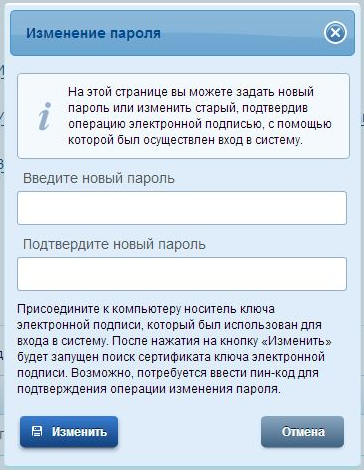 Изменение пароля
На этой странице вы можете задать новый
пароль или изменить старый, подтвердив
операцию электронной подписью, с помощью
которой был осуществлен вход в систему.
Введите новый пароль
Подтвердите новый пароль
Присоедините к компьютеру носитель ключа
электронной подписи, который был использован для
входа в систему. После нажатия на кнопку «Изменить»
будет запущен поиск сертификата ключа электронной
подписи. Возможно, потребуется ввести пин-код для
подтверждения операции изменения пароля.
Изменить
Отмена